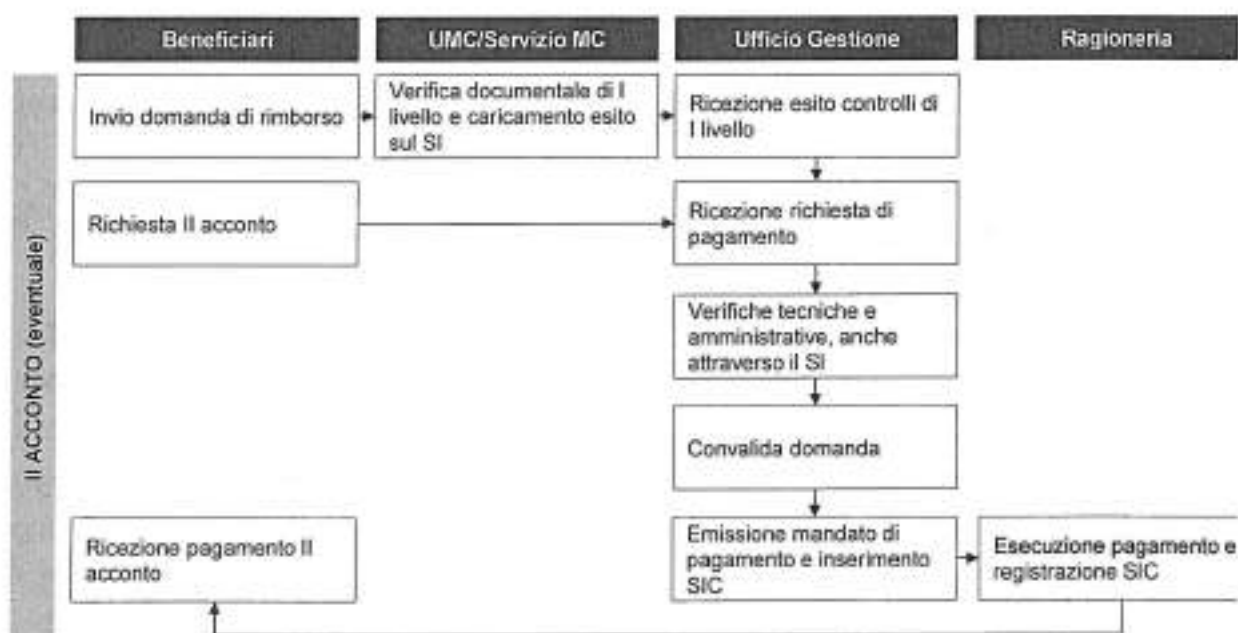 Beneficiari
UMC/Servizio MC
Ufficio Gestione
Ragioneria
II ACCONTO (eventuale)
Invio domanda di rimborso
Verifica documentale di I
livello e caricamento esito
sul SI
Ricezione esito controlli di
I livello
Richiesta II acconto
Ricezione richiesta di
pagamento
Verifiche tecniche e
amministrative, anche
attraverso il SI
Convalida domanda
Ricezione pagamento II
acconto
Emissione mandato di
pagamento e inserimento
SIC
Esecuzione pagamento e
registrazione SIC